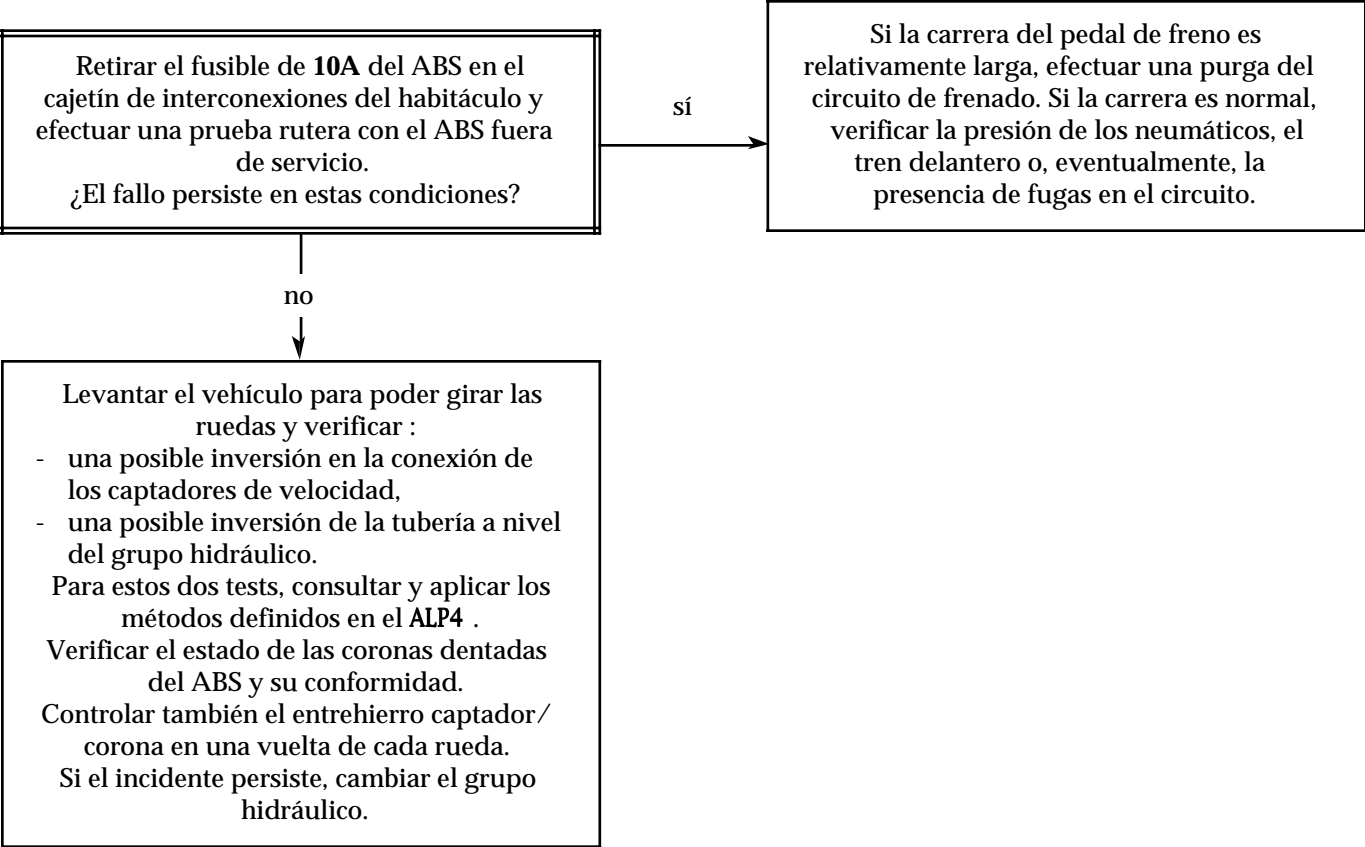 Retirar el fusible de 10A del ABS en el
cajetín de interconexiones del habitáculo y
efectuar una prueba rutera con el ABS fuera
de servicio.
¿El fallo persiste en estas condiciones?
sí
Si la carrera del pedal de freno es
relativamente larga, efectuar una purga del
circuito de frenado. Si la carrera es normal,
verificar la presión de los neumáticos, el
tren delantero o, eventualmente, la
presencia de fugas en el circuito.
no
Levantar el vehículo para poder girar las
ruedas y verificar :
- una posible inversión en la conexión de
los captadores de velocidad,
- una posible inversión de la tubería a nivel
del grupo hidráulico.
Para estos dos tests, consultar y aplicar los
métodos definidos en el ALP4 .
Verificar el estado de las coronas dentadas
del ABS y su conformidad.
Controlar también el entrehierro captador/
corona en una vuelta de cada rueda.
Si el incidente persiste, cambiar el grupo
hidráulico.